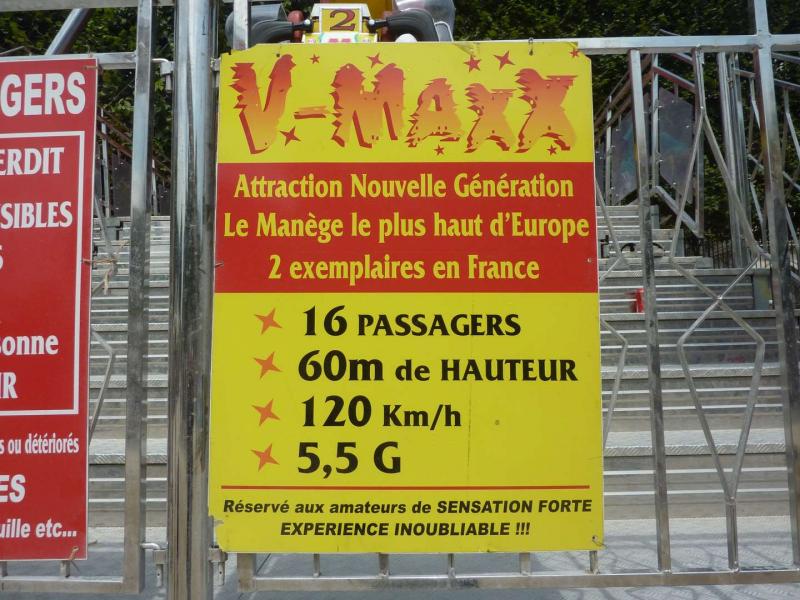 2
V-MAXX
Attraction Nouvelle Génération
Le Manège le plus haut d'Europe
2 exemplaires en France
16 PASSAGERS
60m de HAUTEUR
120 Km/h
5,5 G
Réservé aux amateurs de SENSATION FORTE
EXPERIENCE INOUBLIABLE !!!
GERS
ERDIT
SIBLES
S
sonne
IR
s ou détériorés
ES
uille etc...